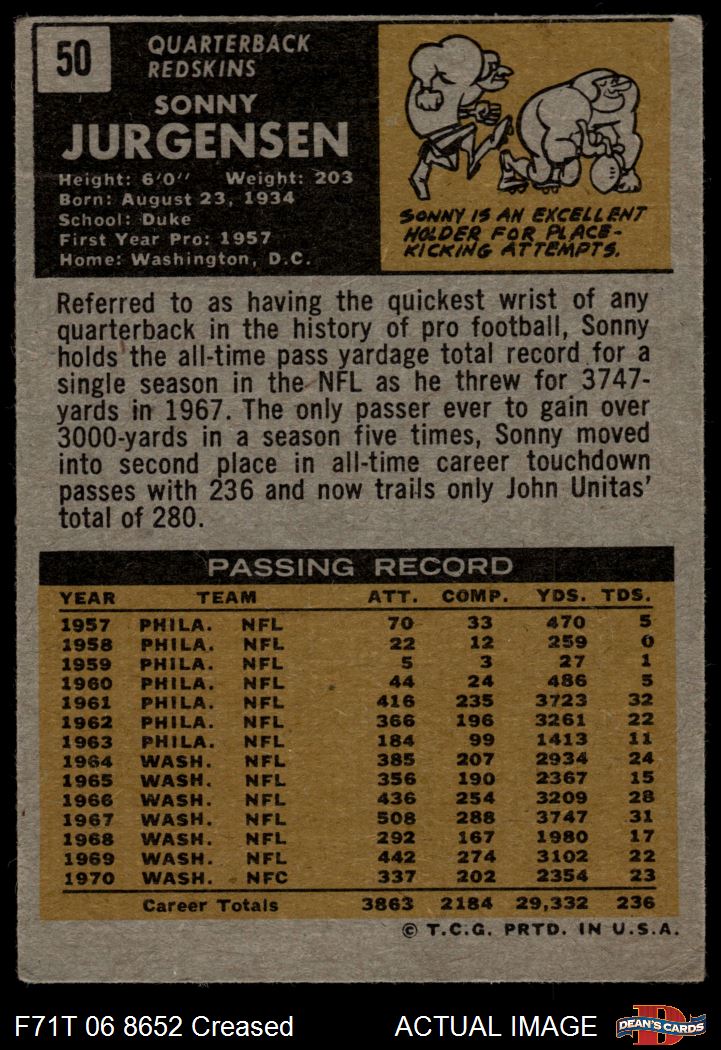 50
QUARTERBACK
REDSKINS
SONNY
JURGENSEN
Height: 6'0" Weight: 203
Born: August 23, 1934
School: Duke
First Year Pro: 1957
Home: Washington, D.C.
SONNY IS AN EXCELLENT
HOLDER FOR PLACE-
KICKING ATTEMPTS.
Referred to as having the quickest wrist of any
quarterback in the history of pro football, Sonny
holds the all-time pass yardage total record for a
single season in the NFL as he threw for 3747-
yards in 1967. The only passer ever to gain over
3000-yards in a season five times, Sonny moved
into second place in all-time career touchdown
passes with 236 and now trails only John Unitas'
total of 280.
PASSING RECORD
YEAR TEAM ATT. COMP. YDS. TDS.
1957 PHILA. NFL 70 33 470 5
1958 PHILA. NFL 22 12 259 0
1959 PHILA. NFL 5 3 27 1
1960 PHILA. NFL 44 24 486 5
1961 PHILA. NFL 416 235 3723 32
1962 PHILA. NFL 366 196 3261 22
1963 PHILA. NFL 184 99 1413 11
1964 WASH. NFL 385 207 2934 24
1965 WASH. NFL 356 190 2367 15
1966 WASH. NFL 436 254 3209 28
1967 WASH. NFL 508 288 3747 31
1968 WASH. NFL 292 167 1980 17
1969 WASH. NFL 442 274 3102 22
1970 WASH. NFC 337 202 2354 23
Career Totals 3863 2184 29,332 236
© T.C.G. PRTD. IN U.S.A.
F71T 06 8652 Creased ACTUAL IMAGE
DEAN'S CARDS